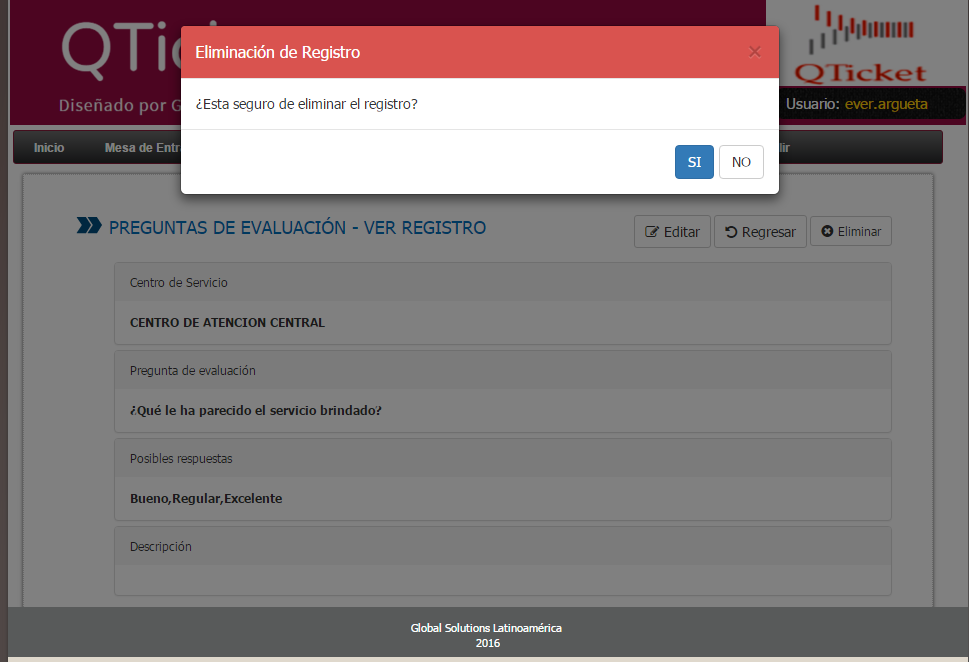 QTic
Diseñado por G
QTicket
Usuario: ever.argueta
Eliminación de Registro
×
¿Esta seguro de eliminar el registro?
SI
NO
Inicio
Mesa de Entr
lir
PREGUNTAS DE EVALUACIÓN - VER REGISTRO
Editar
Regresar
Eliminar
Centro de Servicio
CENTRO DE ATENCION CENTRAL
Pregunta de evaluación
¿Qué le ha parecido el servicio brindado?
Posibles respuestas
Bueno,Regular,Excelente
Descripción
Global Solutions Latinoamérica
2016